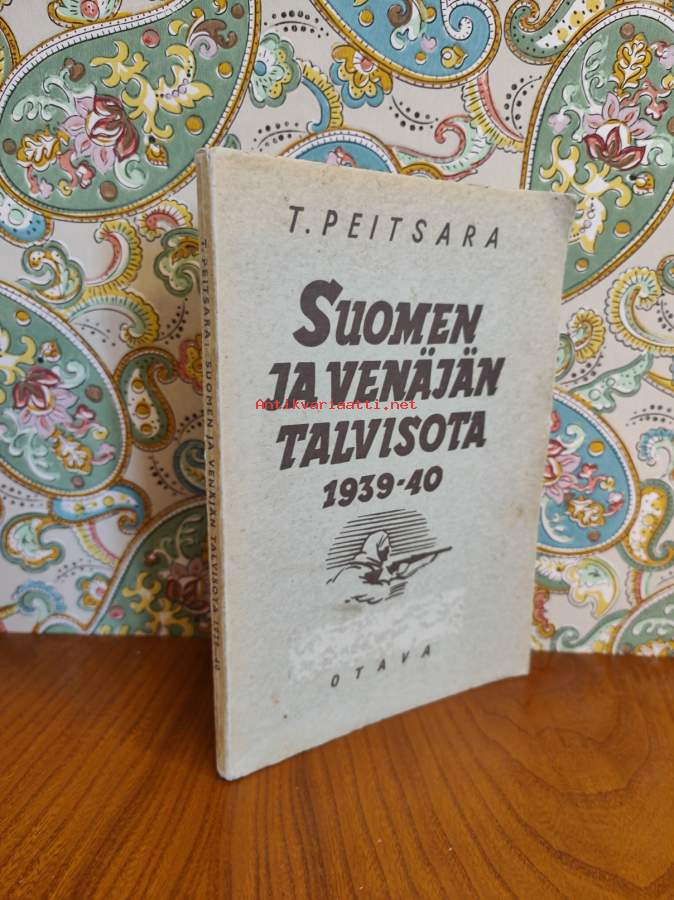 T. PEITSARA
SUOMEN
JA VENÄJÄN
TALVISOTA
1939-40
OTAVA
T. PEITSARA: SUOMEN JA VENÄJÄN TALVISOTA 1939-40
Antikvariaatti.net